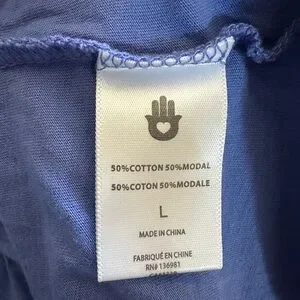 50%COTTON 50%MODAL
50%COTON 50%MODALE
L
MADE IN CHINA
FABRIQUÉ EN CHINE
RN# 136981